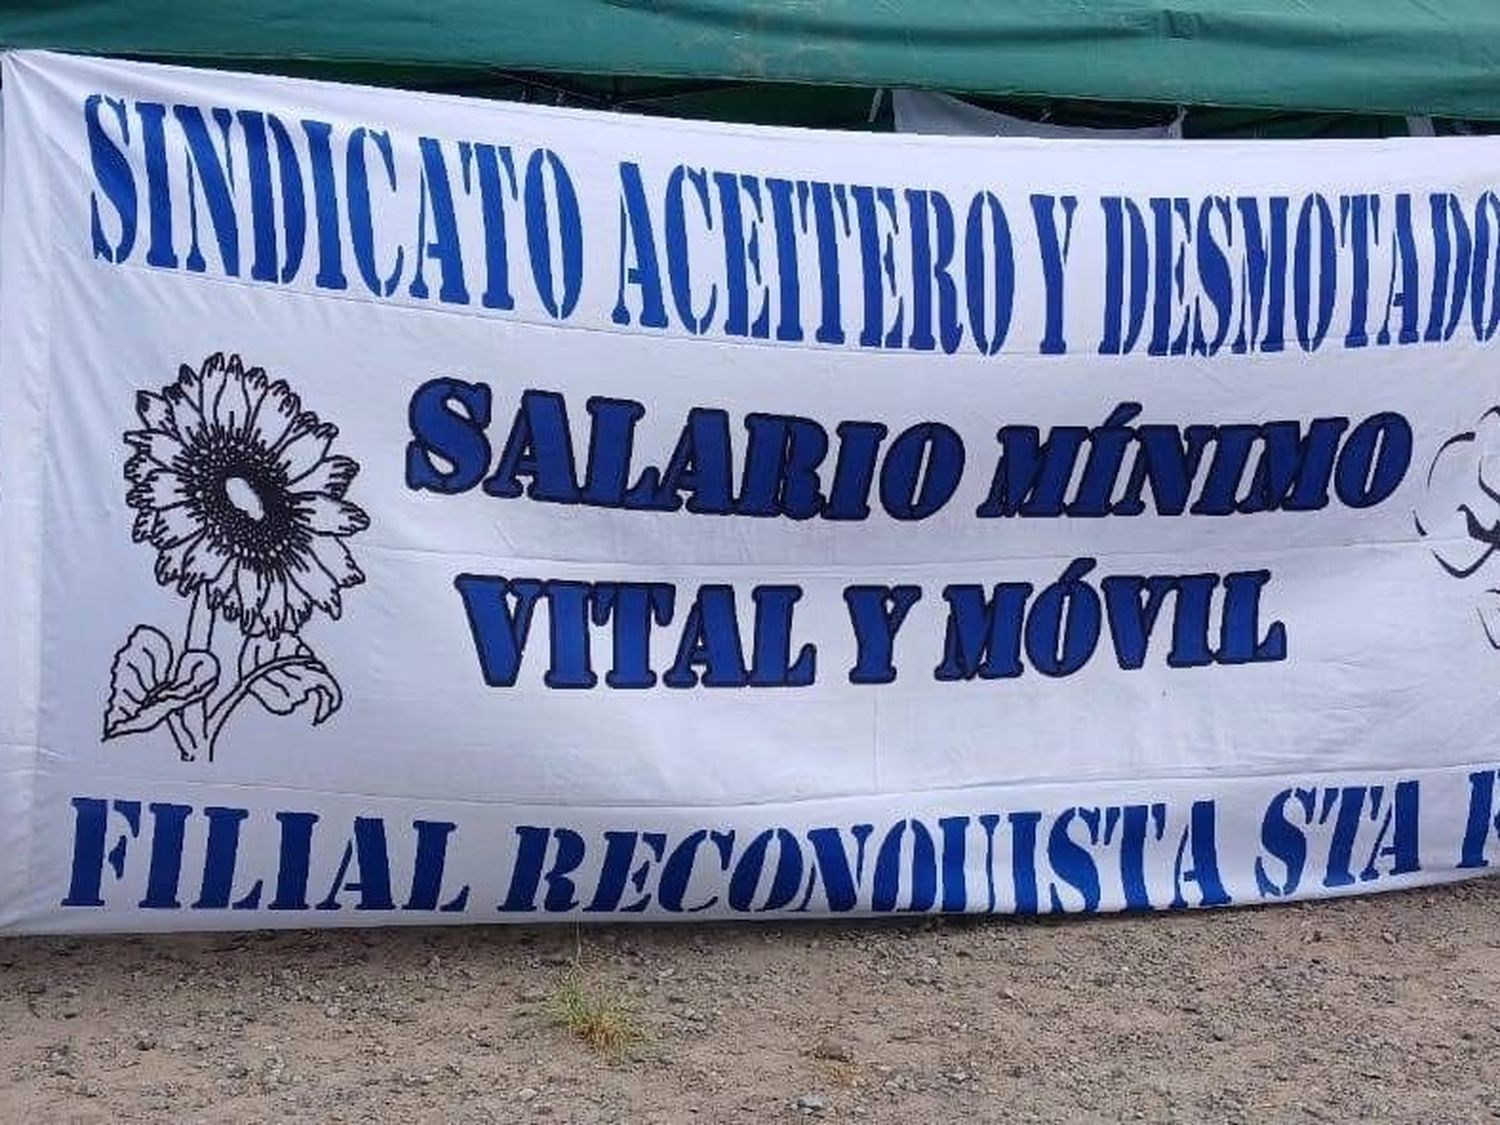 SINDICATO ACEITERO Y DESMOTADO
SALARIO MÍNIMO
VITAL Y MÓVIL
FILIAL RECONQUISTA STA F